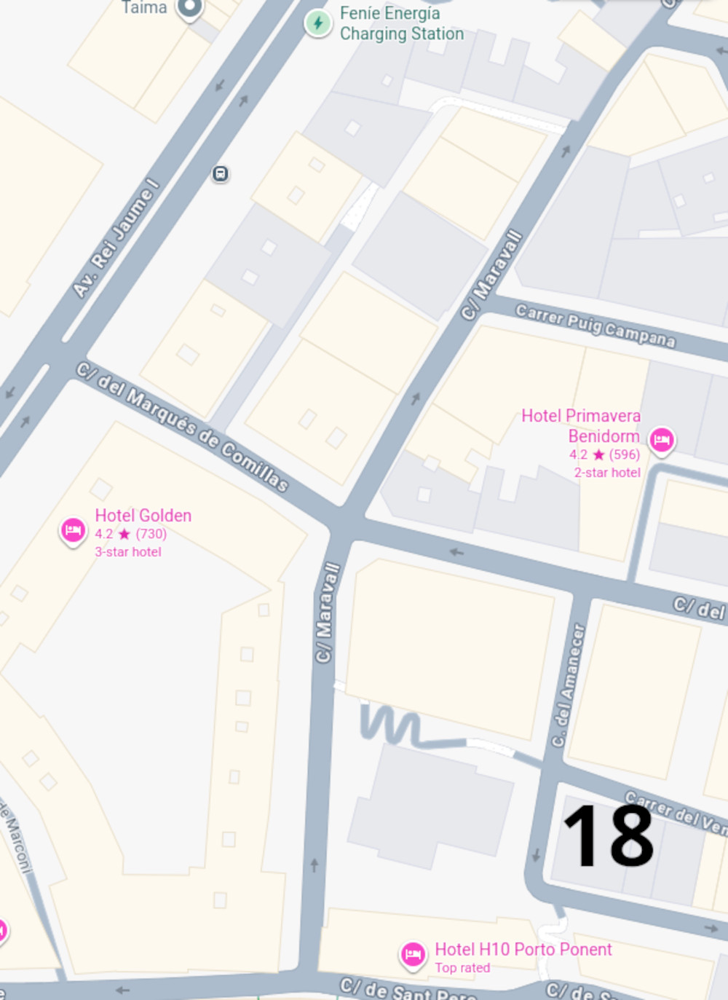 Taima
Feníe Energía
Charging Station
Av. Rei Jaume I
C/ Maravall
Carrer Puig Campana
C/ del Marqués de Comillas
Hotel Primavera
Benidorm
4.2 ★ (596)
2-star hotel
Hotel Golden
4.2 ★ (730)
3-star hotel
C/ Maravall
C/ del
C. del Amanecer
Carrer del Ven
18
de Marconi
Hotel H10 Porto Ponent
Top rated
C/ de Sant Pere
C/ de S